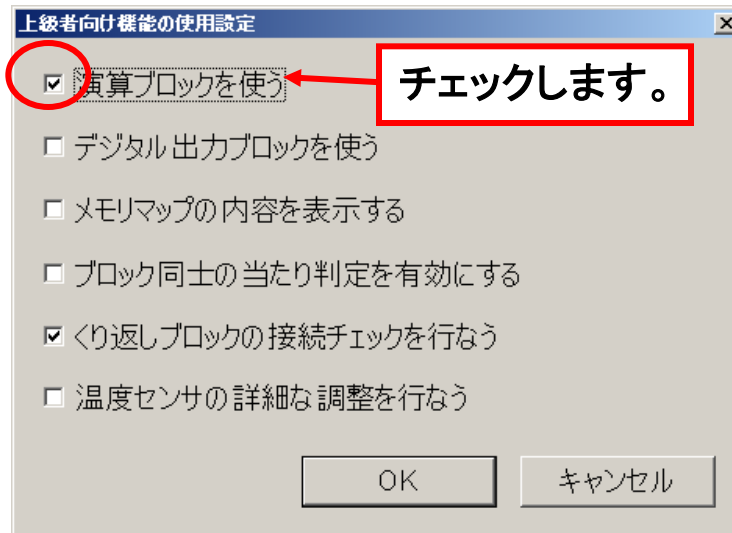 上級者向け機能の使用設定
演算ブロックを使う
チェックします。
デジタル出力ブロックを使う
メモリマップの内容を表示する
ブロック同士の当たり判定を有効にする
くり返しブロックの接続チェックを行なう
温度センサの詳細な調整を行なう
OK
キャンセル